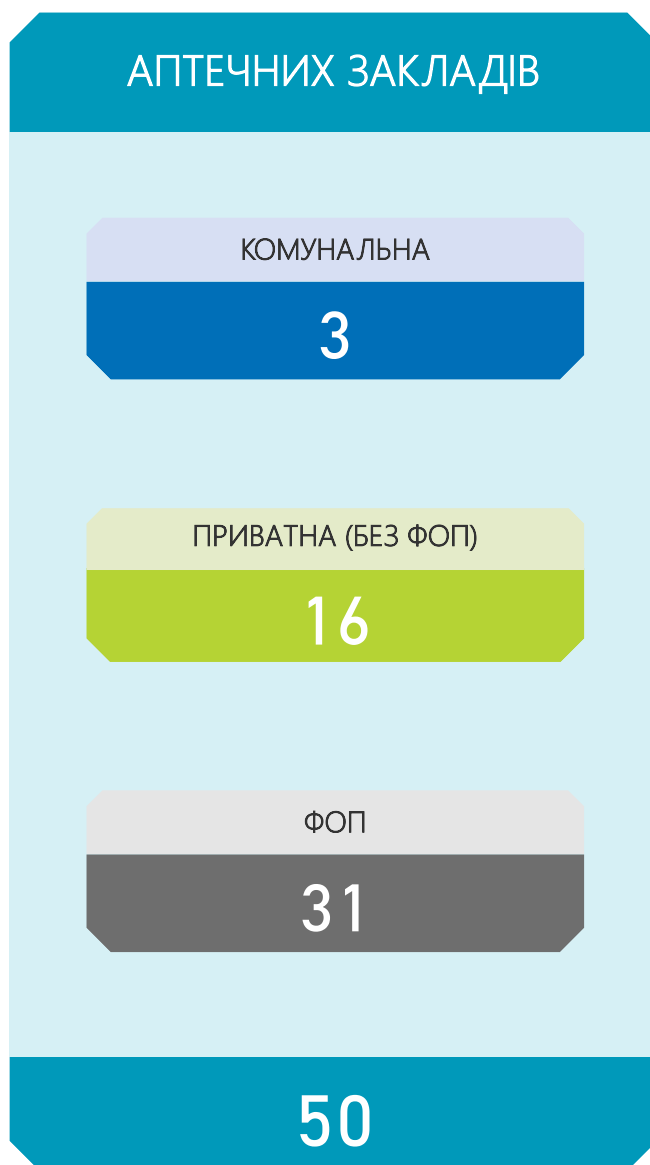 АПТЕЧНИХ ЗАКЛАДІВ
КОМУНАЛЬНА
3
ПРИВАТНА (БЕЗ ФОП)
16
ФОП
31
50